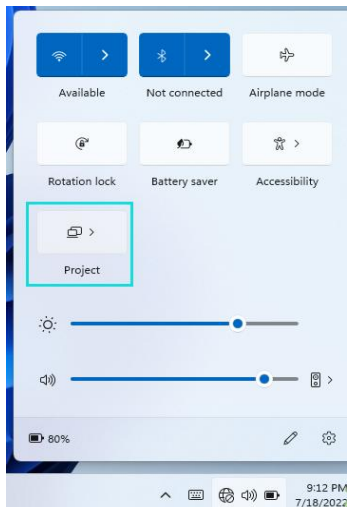 Available Not connected Airplane mode
Rotation lock Battery saver Accessibility
Project
80%
9:12 PM
7/18/2022